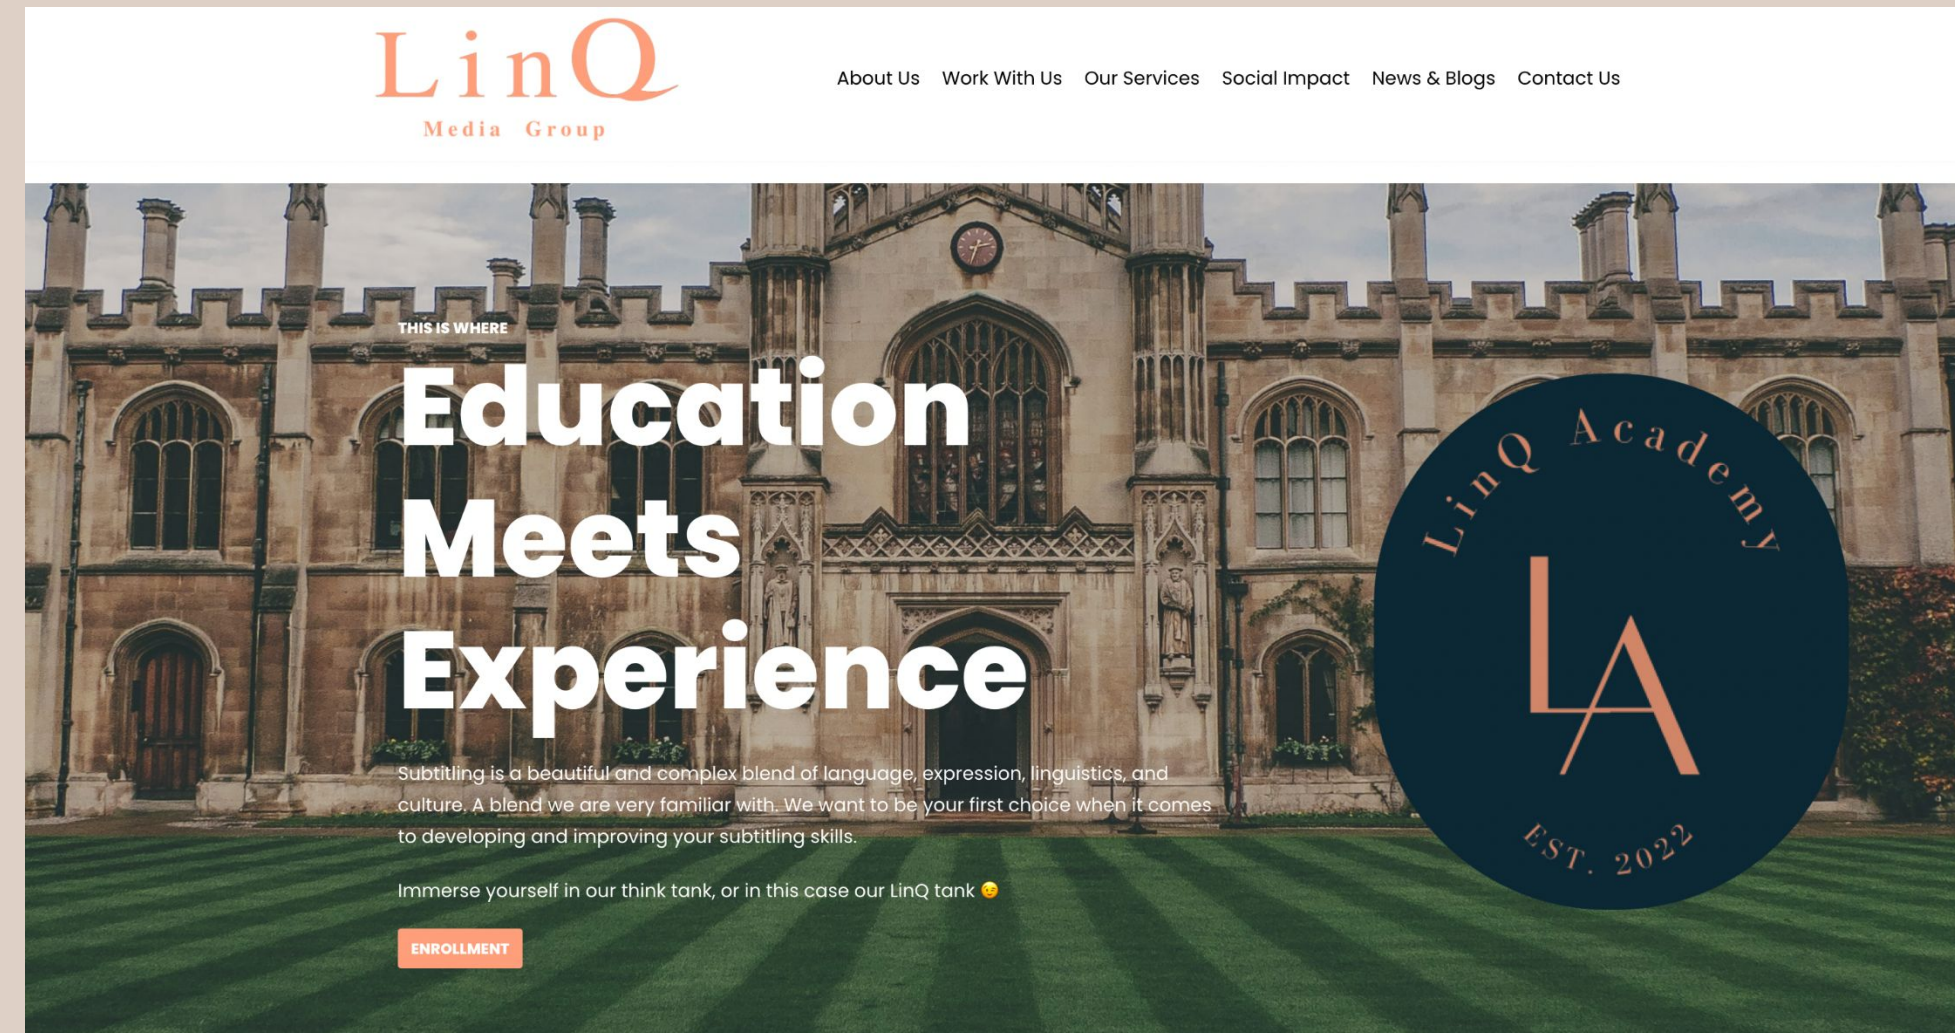 LinQ
Media Group
About Us Work With Us Our Services Social Impact News & Blogs Contact Us
THIS IS WHERE
Education
Meets
Experience
Subtitling is a beautiful and complex blend of language, expression, linguistics, and
culture. A blend we are very familiar with. We want to be your first choice when it comes
to developing and improving your subtitling skills.
Immerse yourself in our think tank, or in this case our LinQ tank 😉
ENROLLMENT
LinQ Academy
LA
EST. 2022